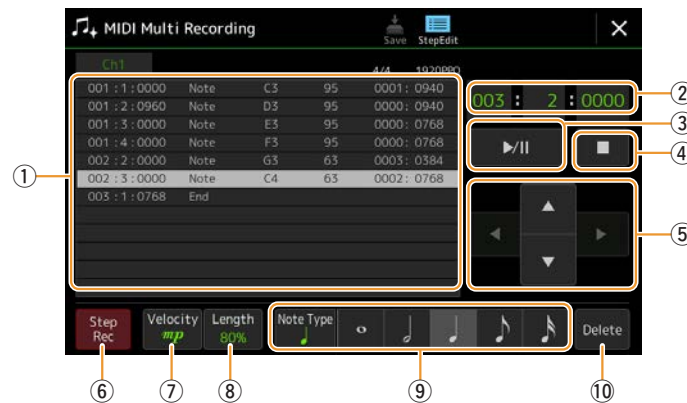 MIDI Multi Recording
Save StepEdit
Ch1
4/4 1920PPQ
001 : 1 : 0000 Note C3 95 0001: 0940
001 : 2 : 0960 Note D3 95 0000: 0940
001 : 3 : 0000 Note E3 95 0000: 0768
001 : 4 : 0000 Note F3 95 0000: 0768
002 : 2 : 0000 Note G3 63 0003: 0384
002 : 3 : 0000 Note C4 63 0002: 0768
003 : 1 : 0768 End
003 : 2 : 0000
①
②
③
④
⑤
Step Rec
Velocity mp
Length 80%
Note Type
Delete
⑥ ⑦ ⑧ ⑨ ⑩